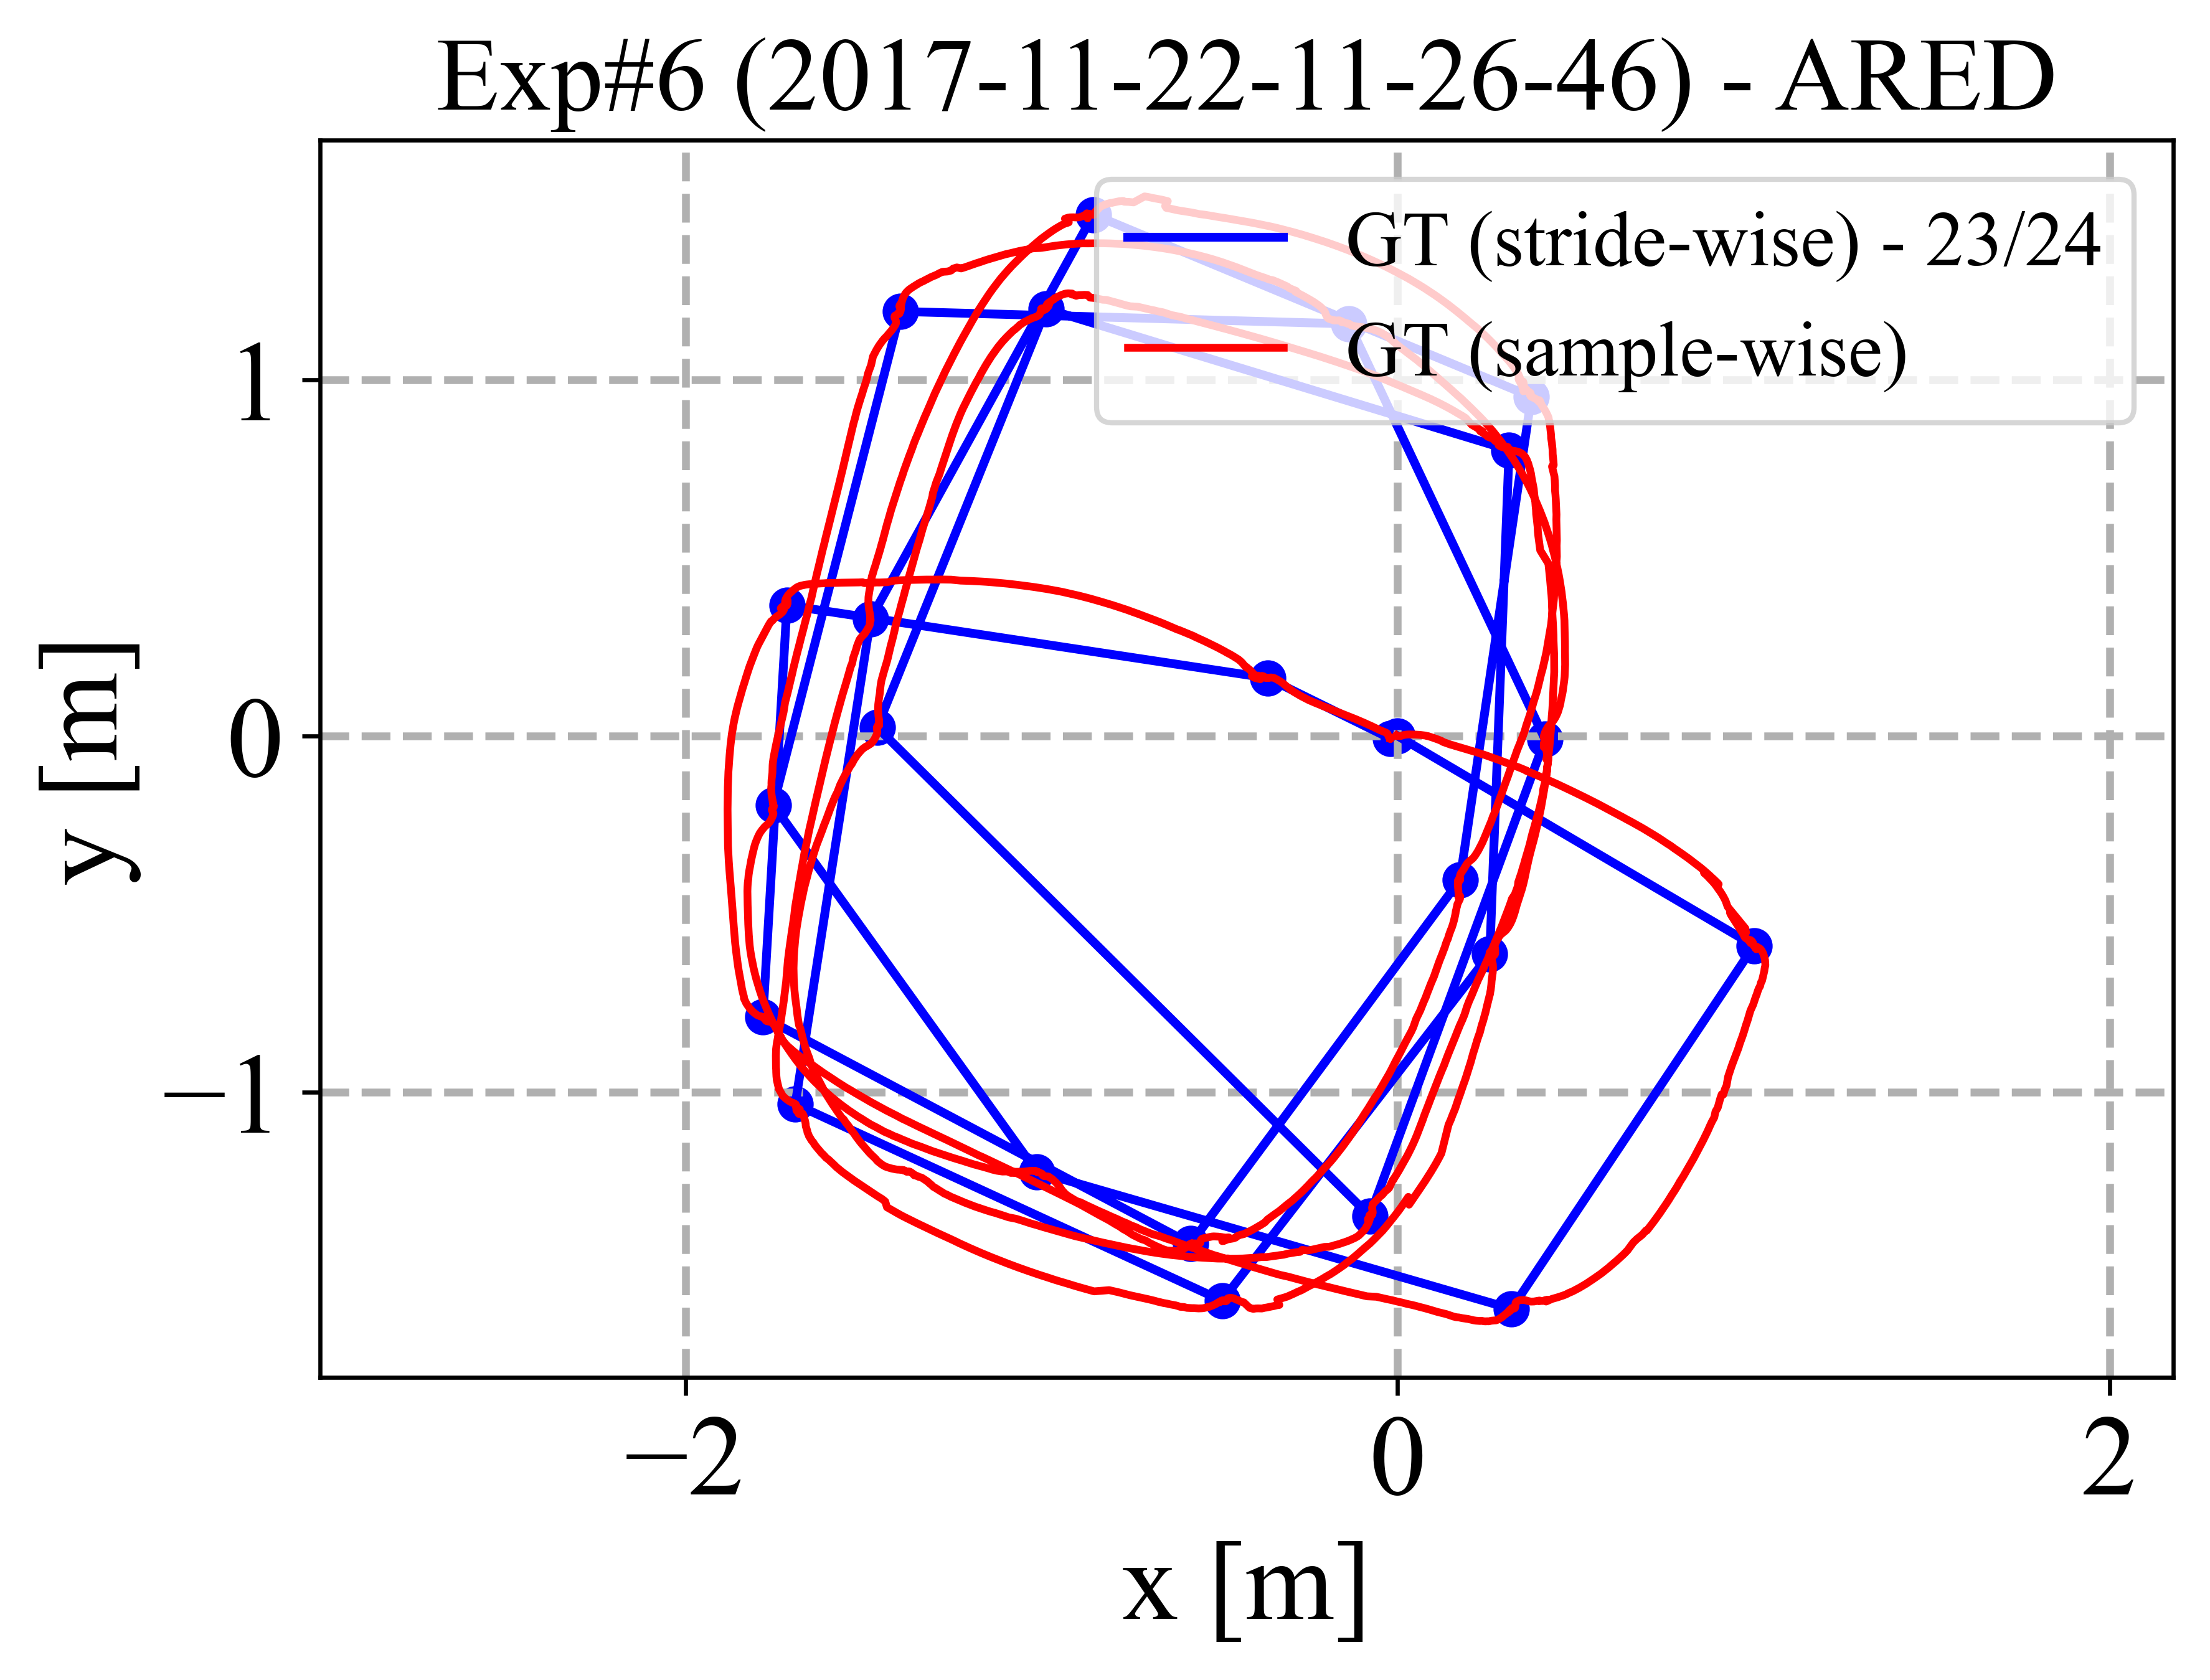 Exp#6 (2017-11-22-11-26-46) - ARED
GT (stride-wise) - 23/24
GT (sample-wise)
1
0
−1
y [m]
−2
0
2
x [m]